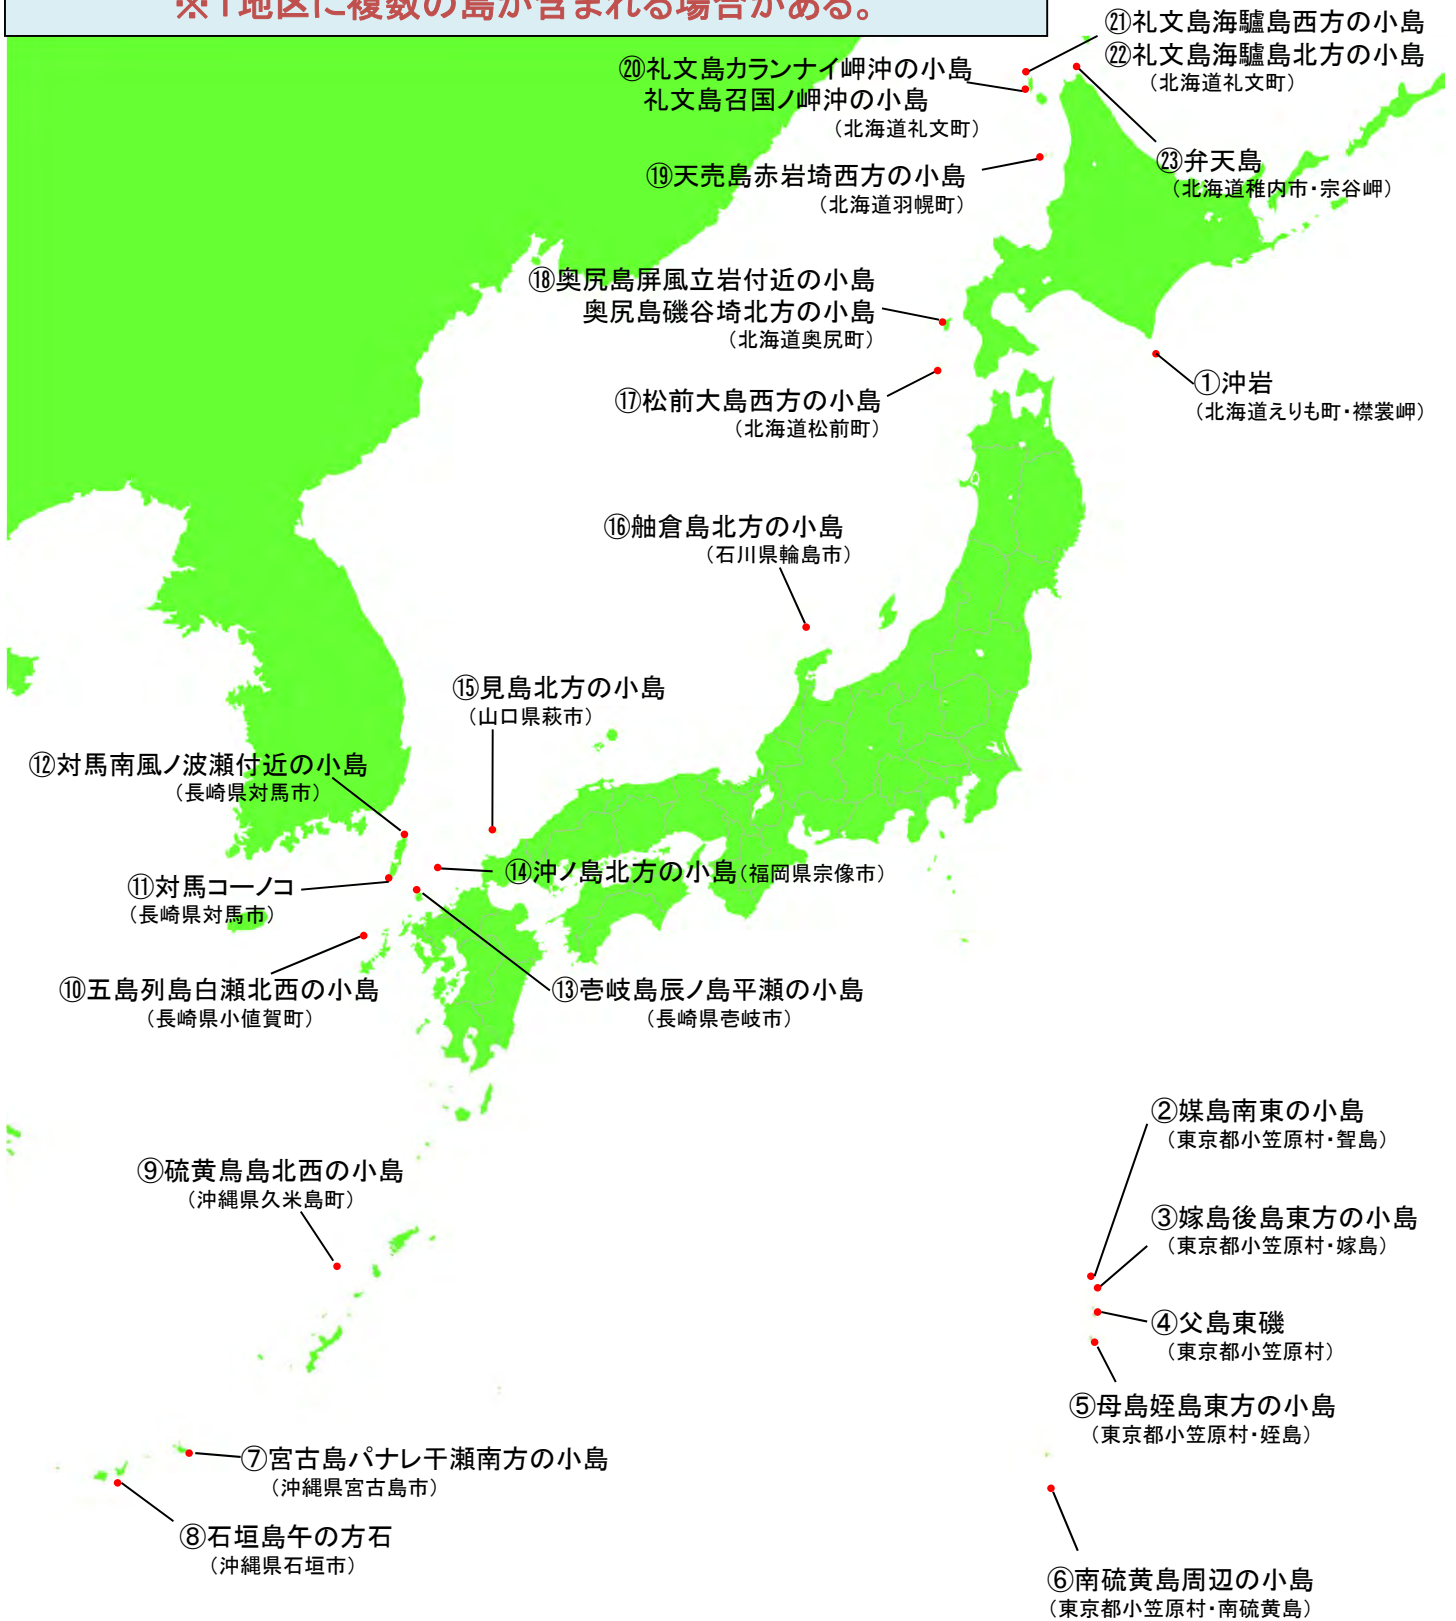 ※1地区に複数の島が含まれる場合がある。
㉑礼文島海驢島西方の小島
㉒礼文島海驢島北方の小島
(北海道礼文町)
⑳礼文島カランナイ岬沖の小島
礼文島召国ノ岬沖の小島
(北海道礼文町)
㉓弁天島
(北海道稚内市・宗谷岬)
⑲天売島赤岩埼西方の小島
(北海道羽幌町)
⑱奥尻島屏風立岩付近の小島
奥尻島磯谷埼北方の小島
(北海道奥尻町)
①沖岩
(北海道えりも町・襟裳岬)
⑰松前大島西方の小島
(北海道松前町)
⑯舳倉島北方の小島
(石川県輪島市)
⑮見島北方の小島
(山口県萩市)
⑫対馬南風ノ波瀬付近の小島
(長崎県対馬市)
⑭沖ノ島北方の小島(福岡県宗像市)
⑪対馬コーノコ
(長崎県対馬市)
⑩五島列島白瀬北西の小島
(長崎県小値賀町)
⑬壱岐島辰ノ島平瀬の小島
(長崎県壱岐市)
②媒島南東の小島
(東京都小笠原村・聟島)
⑨硫黄鳥島北西の小島
(沖縄県久米島町)
③嫁島後島東方の小島
(東京都小笠原村・嫁島)
④父島東磯
(東京都小笠原村)
⑤母島姪島東方の小島
(東京都小笠原村・姪島)
⑦宮古島パナレ干瀬南方の小島
(沖縄県宮古島市)
⑧石垣島午の方石
(沖縄県石垣市)
⑥南硫黄島周辺の小島
(東京都小笠原村・南硫黄島)